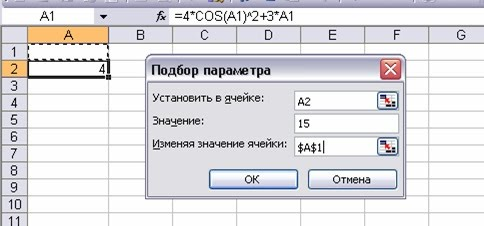 A1 fx =4*COS(A1)^2+3*A1
A B C D E F G
1
2 4
3
4
5
6
7
8
9
10
11
Подбор параметра
Установить в ячейке: A2
Значение: 15
Изменяя значение ячейки: $A$1
ОК Отмена